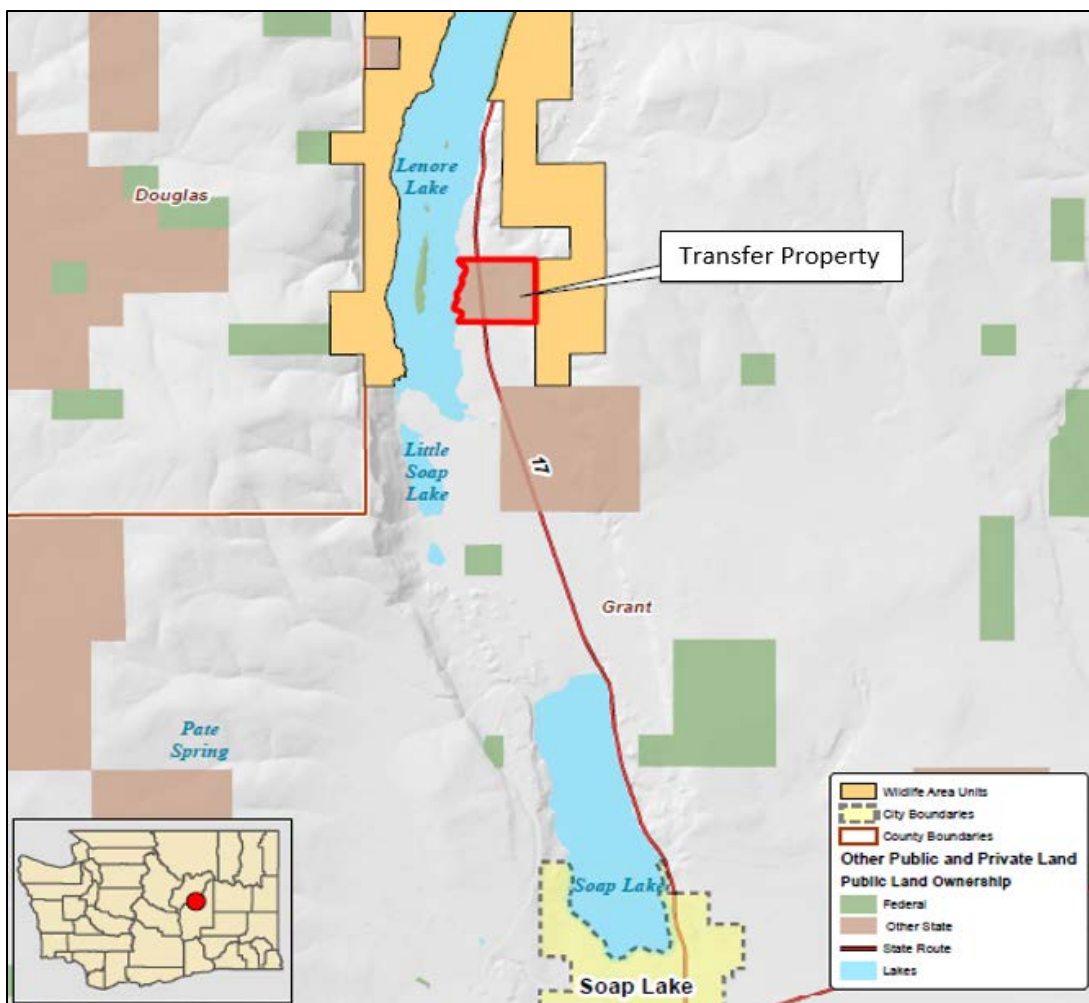 Lenore
Lake
Douglas
Transfer Property
Little
Soap
Lake
17
Grant
Pate
Spring
Soap Lake
Soap Lake
Wildlife Area Units
City Boundaries
County Boundaries
Other Public and Private Land
Public Land Ownership
Federal
Other State
State Route
Lakes